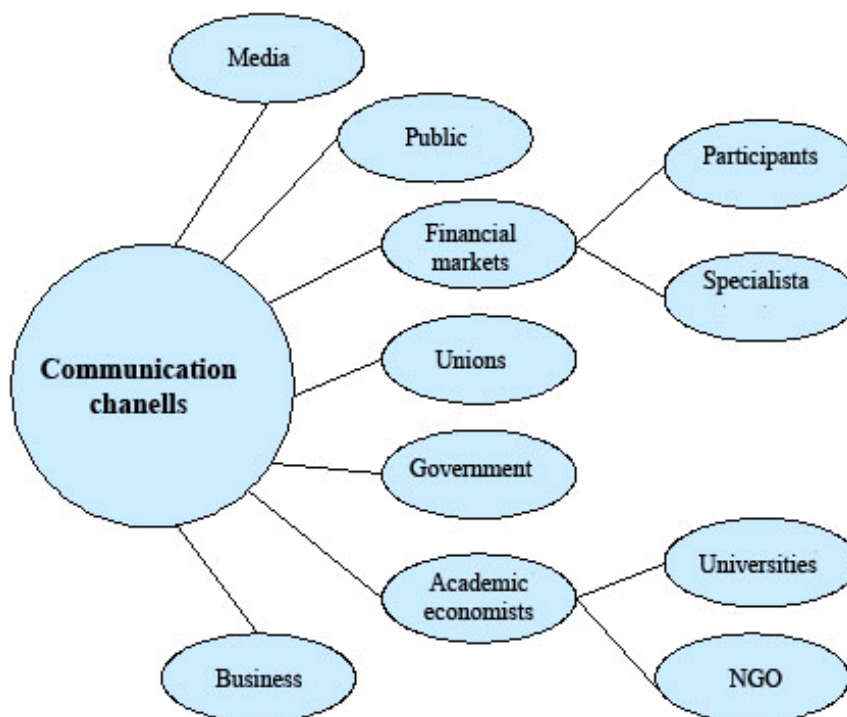 Media
Public
Participants
Financial
markets
Specialista
Communication
chanells
Unions
Government
Academic
economists
Universities
Business
NGO